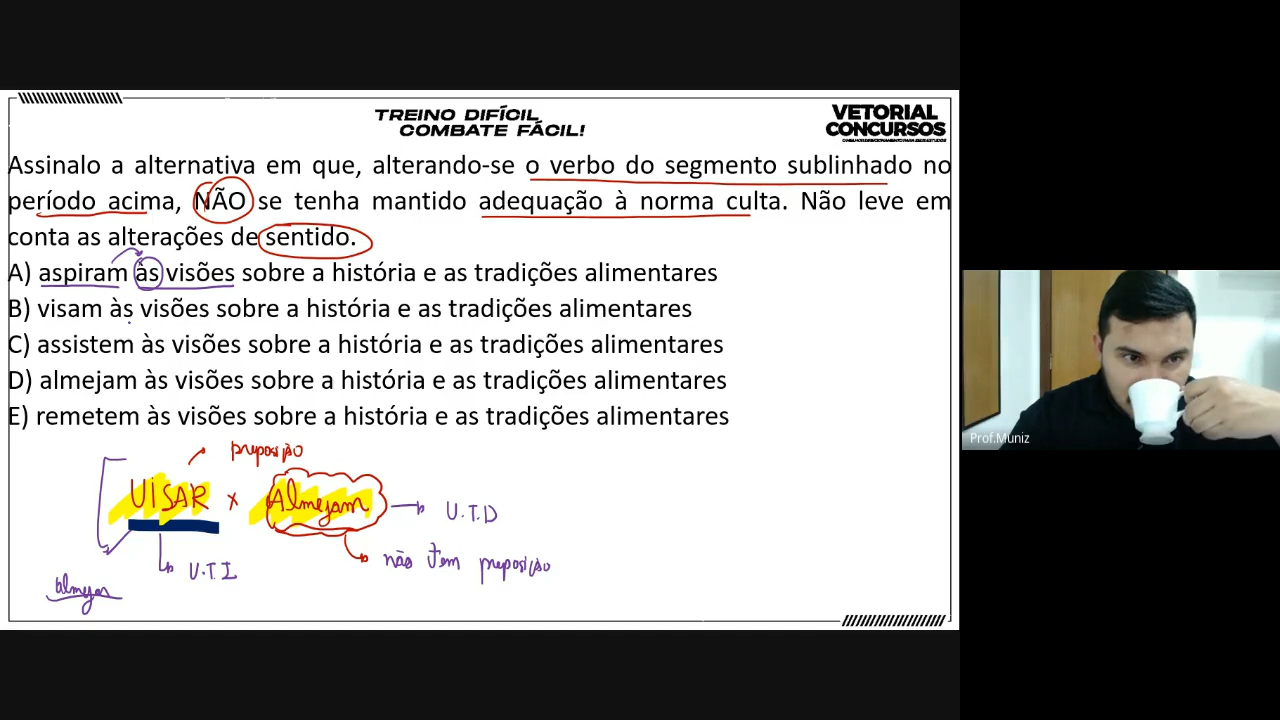 TREINO DIFÍCIL
COMBATE FÁCIL!
VETORIAL
CONCURSOS
Assinalo a alternativa em que, alterando-se o verbo do segmento sublinhado no
período acima, NÃO se tenha mantido adequação à norma culta. Não leve em
conta as alterações de sentido.
A) aspiram às visões sobre a história e as tradições alimentares
B) visam às visões sobre a história e as tradições alimentares
C) assistem às visões sobre a história e as tradições alimentares
D) almejam às visões sobre a história e as tradições alimentares
E) remetem às visões sobre a história e as tradições alimentares
preposição
VISAR x Almejam
V.T.D
não tem preposição
V.T.I
almejar
Prof.Muniz